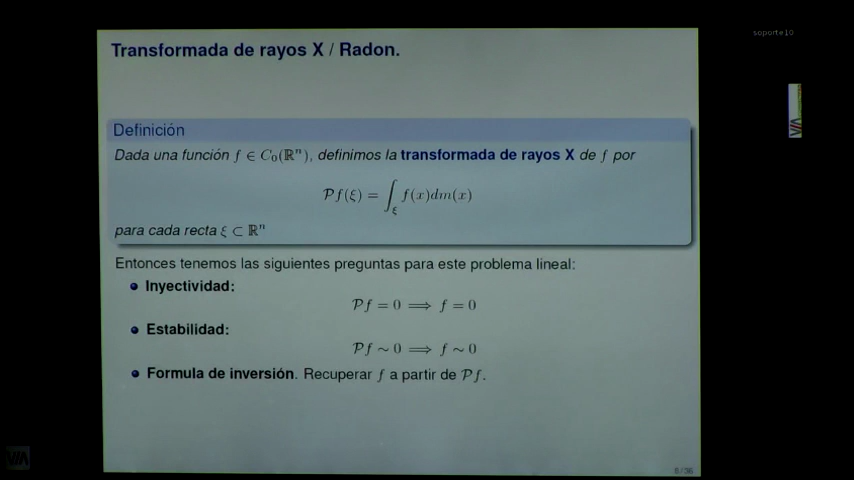 soporte10
Transformada de rayos X / Radon.
Definición
Dada una función f ∈ C₀(ℝⁿ), definimos la transformada de rayos X de f por
𝒫f(ξ) = ∫_ξ f(x)dm(x)
para cada recta ξ ⊂ ℝⁿ
Entonces tenemos las siguientes preguntas para este problema lineal:
Inyectividad:
𝒫f = 0 ⟹ f = 0
Estabilidad:
𝒫f ∼ 0 ⟹ f ∼ 0
Formula de inversión. Recuperar f a partir de 𝒫f.